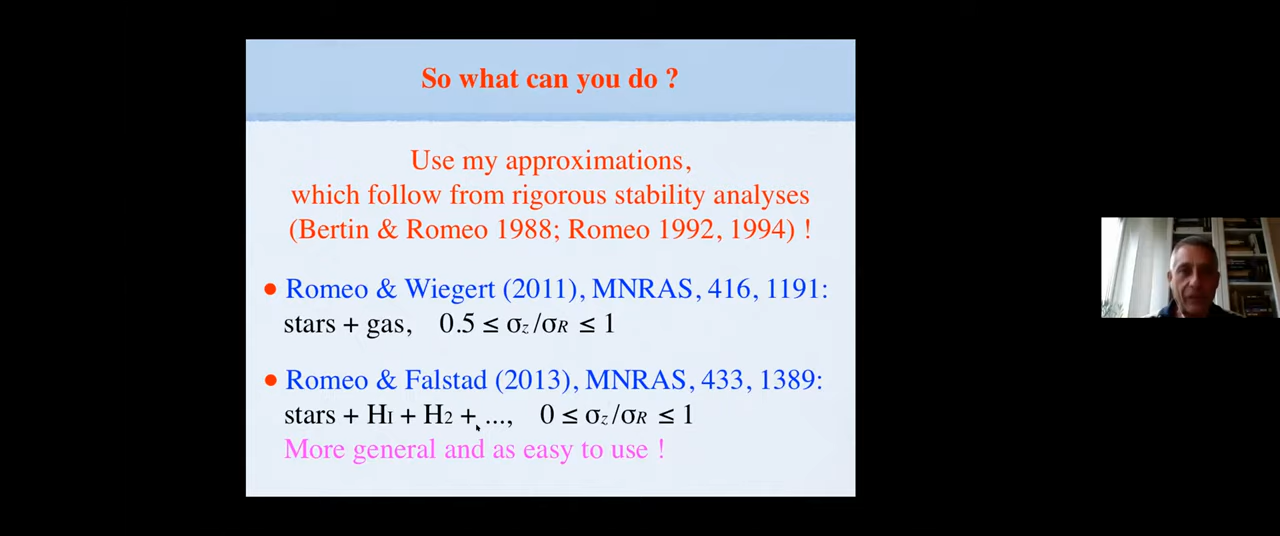 So what can you do ?
Use my approximations,
which follow from rigorous stability analyses
(Bertin & Romeo 1988; Romeo 1992, 1994) !
• Romeo & Wiegert (2011), MNRAS, 416, 1191:
stars + gas, 0.5 ≤ σz/σR ≤ 1
• Romeo & Falstad (2013), MNRAS, 433, 1389:
stars + HI + H2 + ..., 0 ≤ σz/σR ≤ 1
More general and as easy to use !